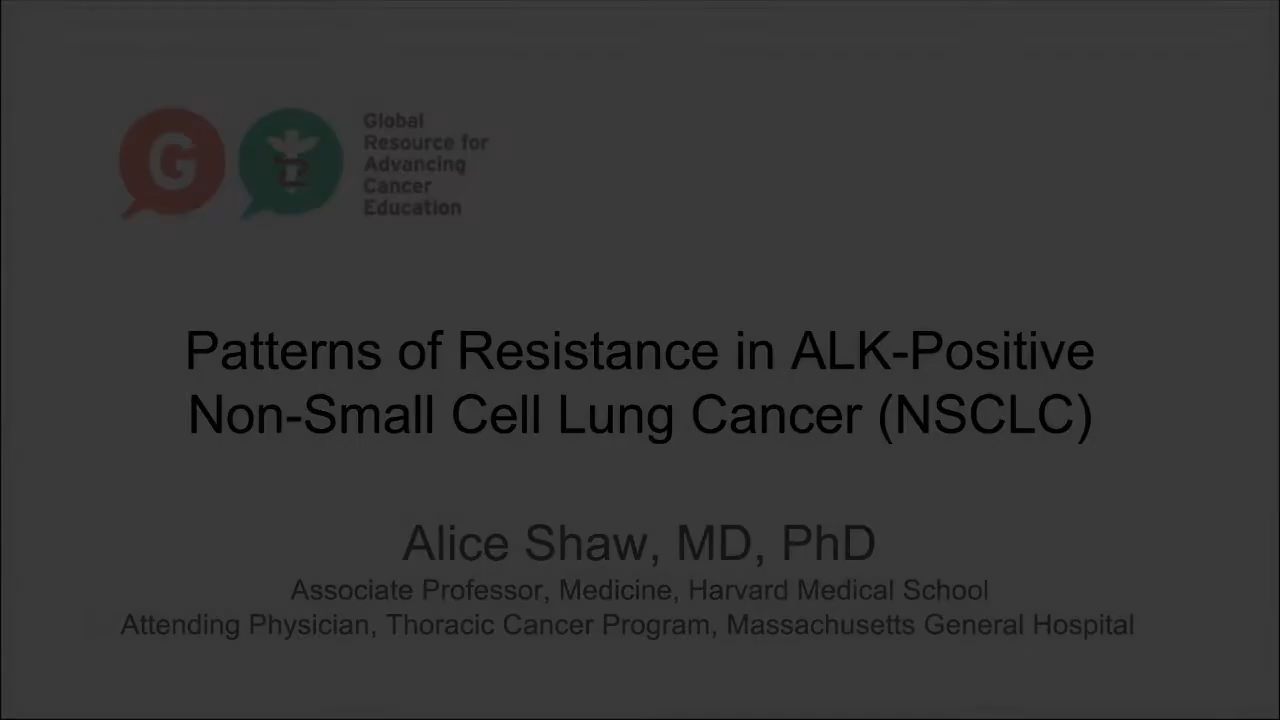 G
Global
Resource for
Advancing
Cancer
Education
Patterns of Resistance in ALK-Positive
Non-Small Cell Lung Cancer (NSCLC)
Alice Shaw, MD, PhD
Associate Professor, Medicine, Harvard Medical School
Attending Physician, Thoracic Cancer Program, Massachusetts General Hospital